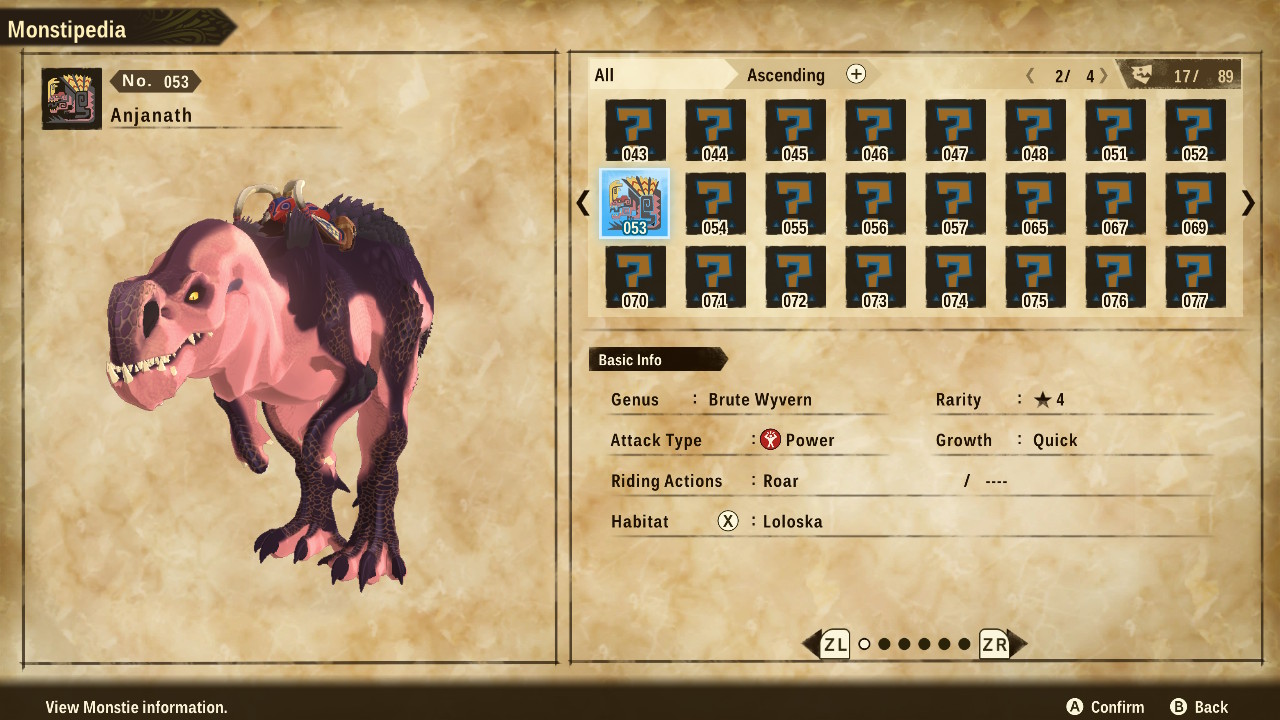 Monstipedia
No. 053
Anjanath
All Ascending + 2/ 4 17/ 89
043 044 045 046 047 048 051 052
053 054 055 056 057 065 067 069
070 071 072 073 074 075 076 077
Basic Info
Genus : Brute Wyvern Rarity : ★ 4
Attack Type : Power Growth : Quick
Riding Actions : Roar / ----
Habitat X : Loloska
ZL ZR
View Monstie information. A Confirm B Back